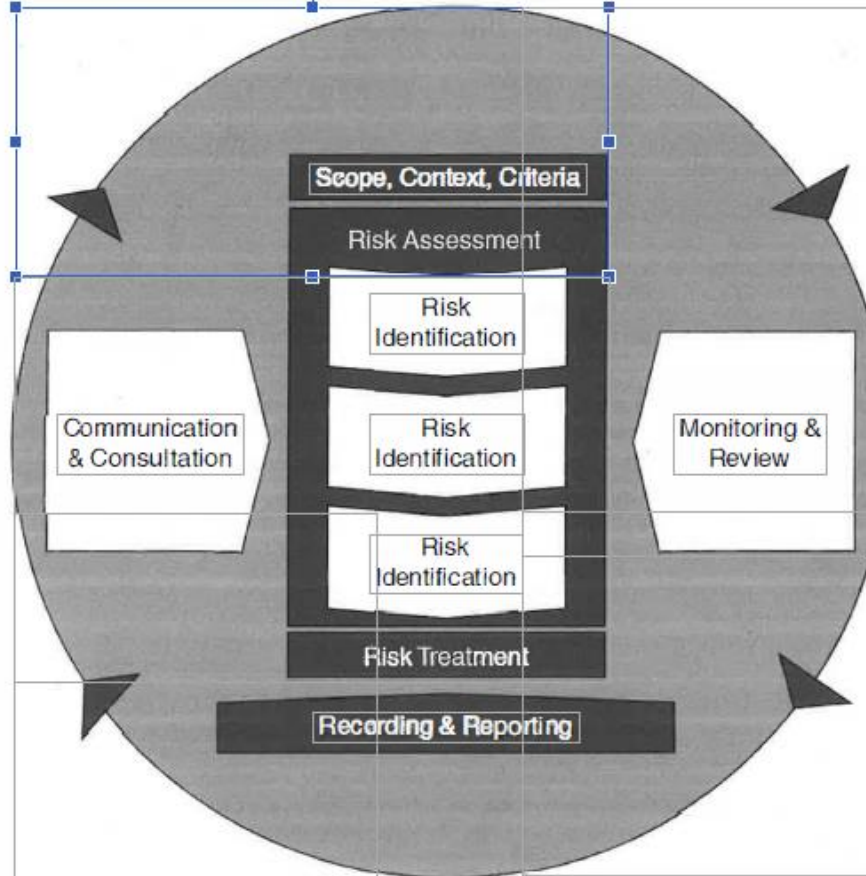 Scope, Context, Criteria
Risk Assessment
Risk
Identification
Risk
Identification
Risk
Identification
Communication
& Consultation
Monitoring &
Review
Risk Treatment
Recording & Reporting